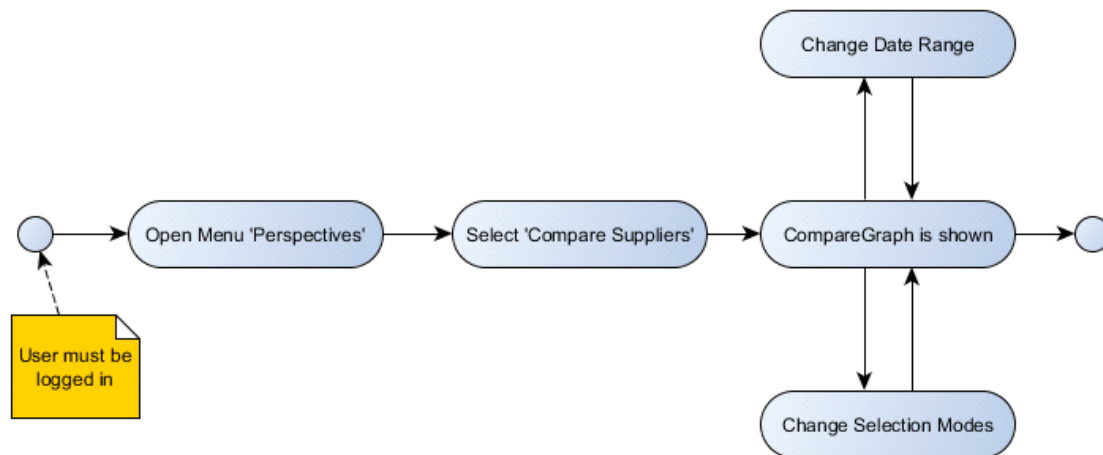 Change Date Range
Open Menu 'Perspectives'
Select 'Compare Suppliers'
CompareGraph is shown
User must be
logged in
Change Selection Modes